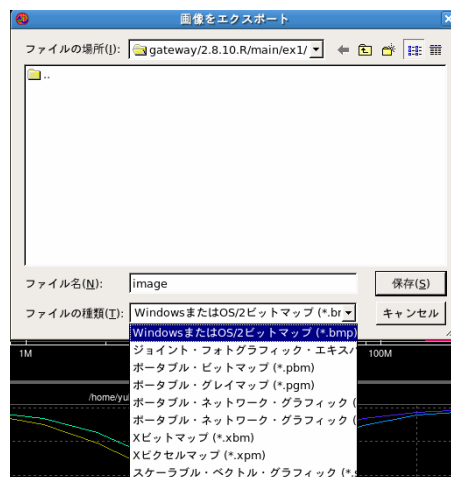 画像をエクスポート
ファイルの場所(I): gateway/2.8.10.R/main/ex1/
..
ファイル名(N): image 保存(S)
ファイルの種類(T): WindowsまたはOS/2ビットマップ (*.br キャンセル
WindowsまたはOS/2ビットマップ (*.bmp)
1M ジョイント・フォトグラフィック・エキスパ 100M
ポータブル・ビットマップ (*.pbm)
ポータブル・グレイマップ (*.pgm)
/home/yu ポータブル・ネットワーク・グラフィック (
ポータブル・ネットワーク・グラフィック (
Xビットマップ (*.xbm)
Xピクセルマップ (*.xpm)
スケーラブル・ベクトル・グラフィック (*.s